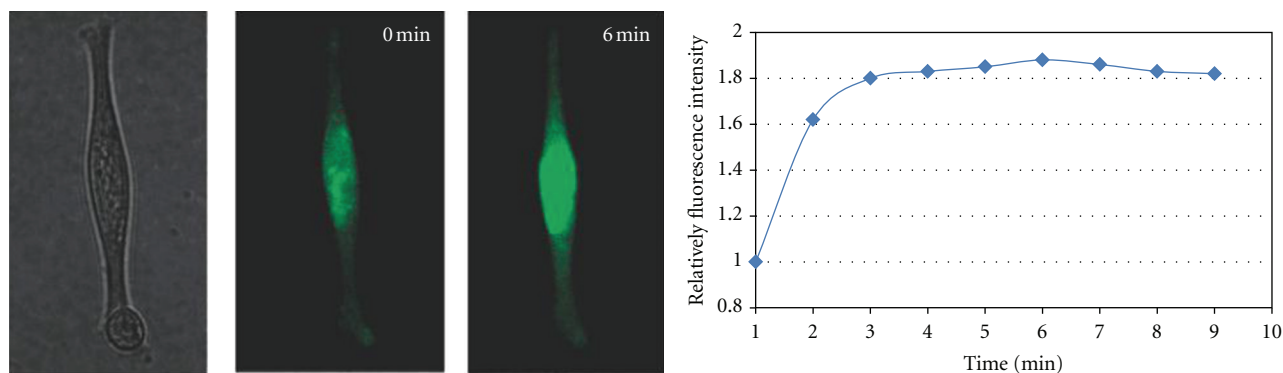 0 min
6 min
Relatively fluorescence intensity
2
1.8
1.6
1.4
1.2
1
0.8
1 2 3 4 5 6 7 8 9 10
Time (min)